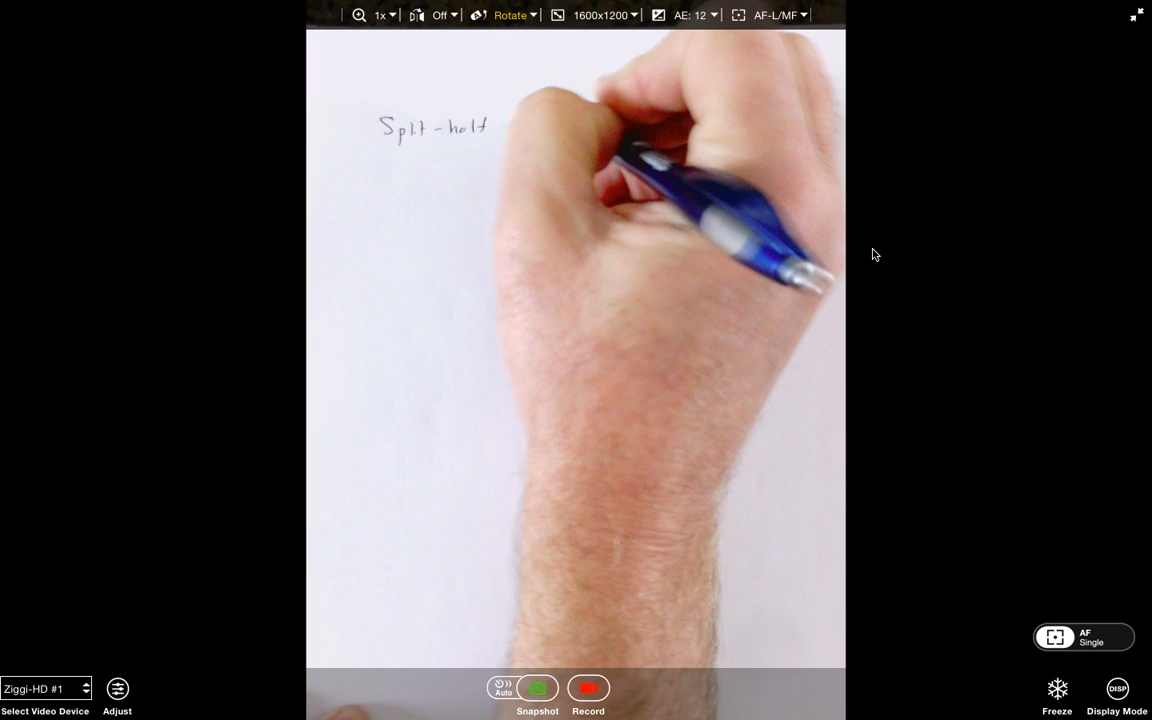 1x Off Rotate 1600x1200 AE: 12 AF-L/MF
Split-half
AF
Single
Ziggi-HD #1
Auto
Select Video Device Adjust Snapshot Record Freeze Display Mode
DISP